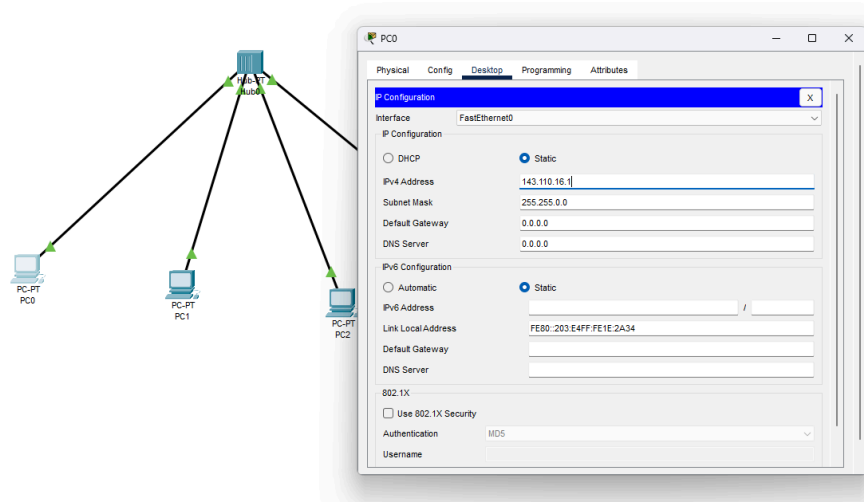 Hub-PT
Hub0
PC-PT
PC0
PC-PT
PC1
PC-PT
PC2
PC0
Physical Config Desktop Programming Attributes
IP Configuration X
Interface FastEthernet0
IP Configuration
DHCP Static
IPv4 Address 143.110.16.1
Subnet Mask 255.255.0.0
Default Gateway 0.0.0.0
DNS Server 0.0.0.0
IPv6 Configuration
Automatic Static
IPv6 Address /
Link Local Address FE80::203:E4FF:FE1E:2A34
Default Gateway
DNS Server
802.1X
Use 802.1X Security
Authentication MD5
Username